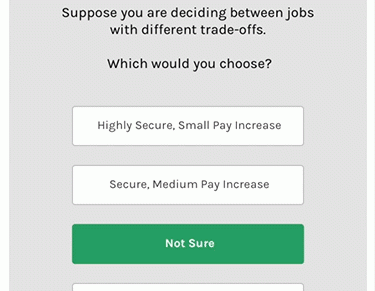 Suppose you are deciding between jobs
with different trade-offs.
Which would you choose?
Highly Secure, Small Pay Increase
Secure, Medium Pay Increase
Not Sure